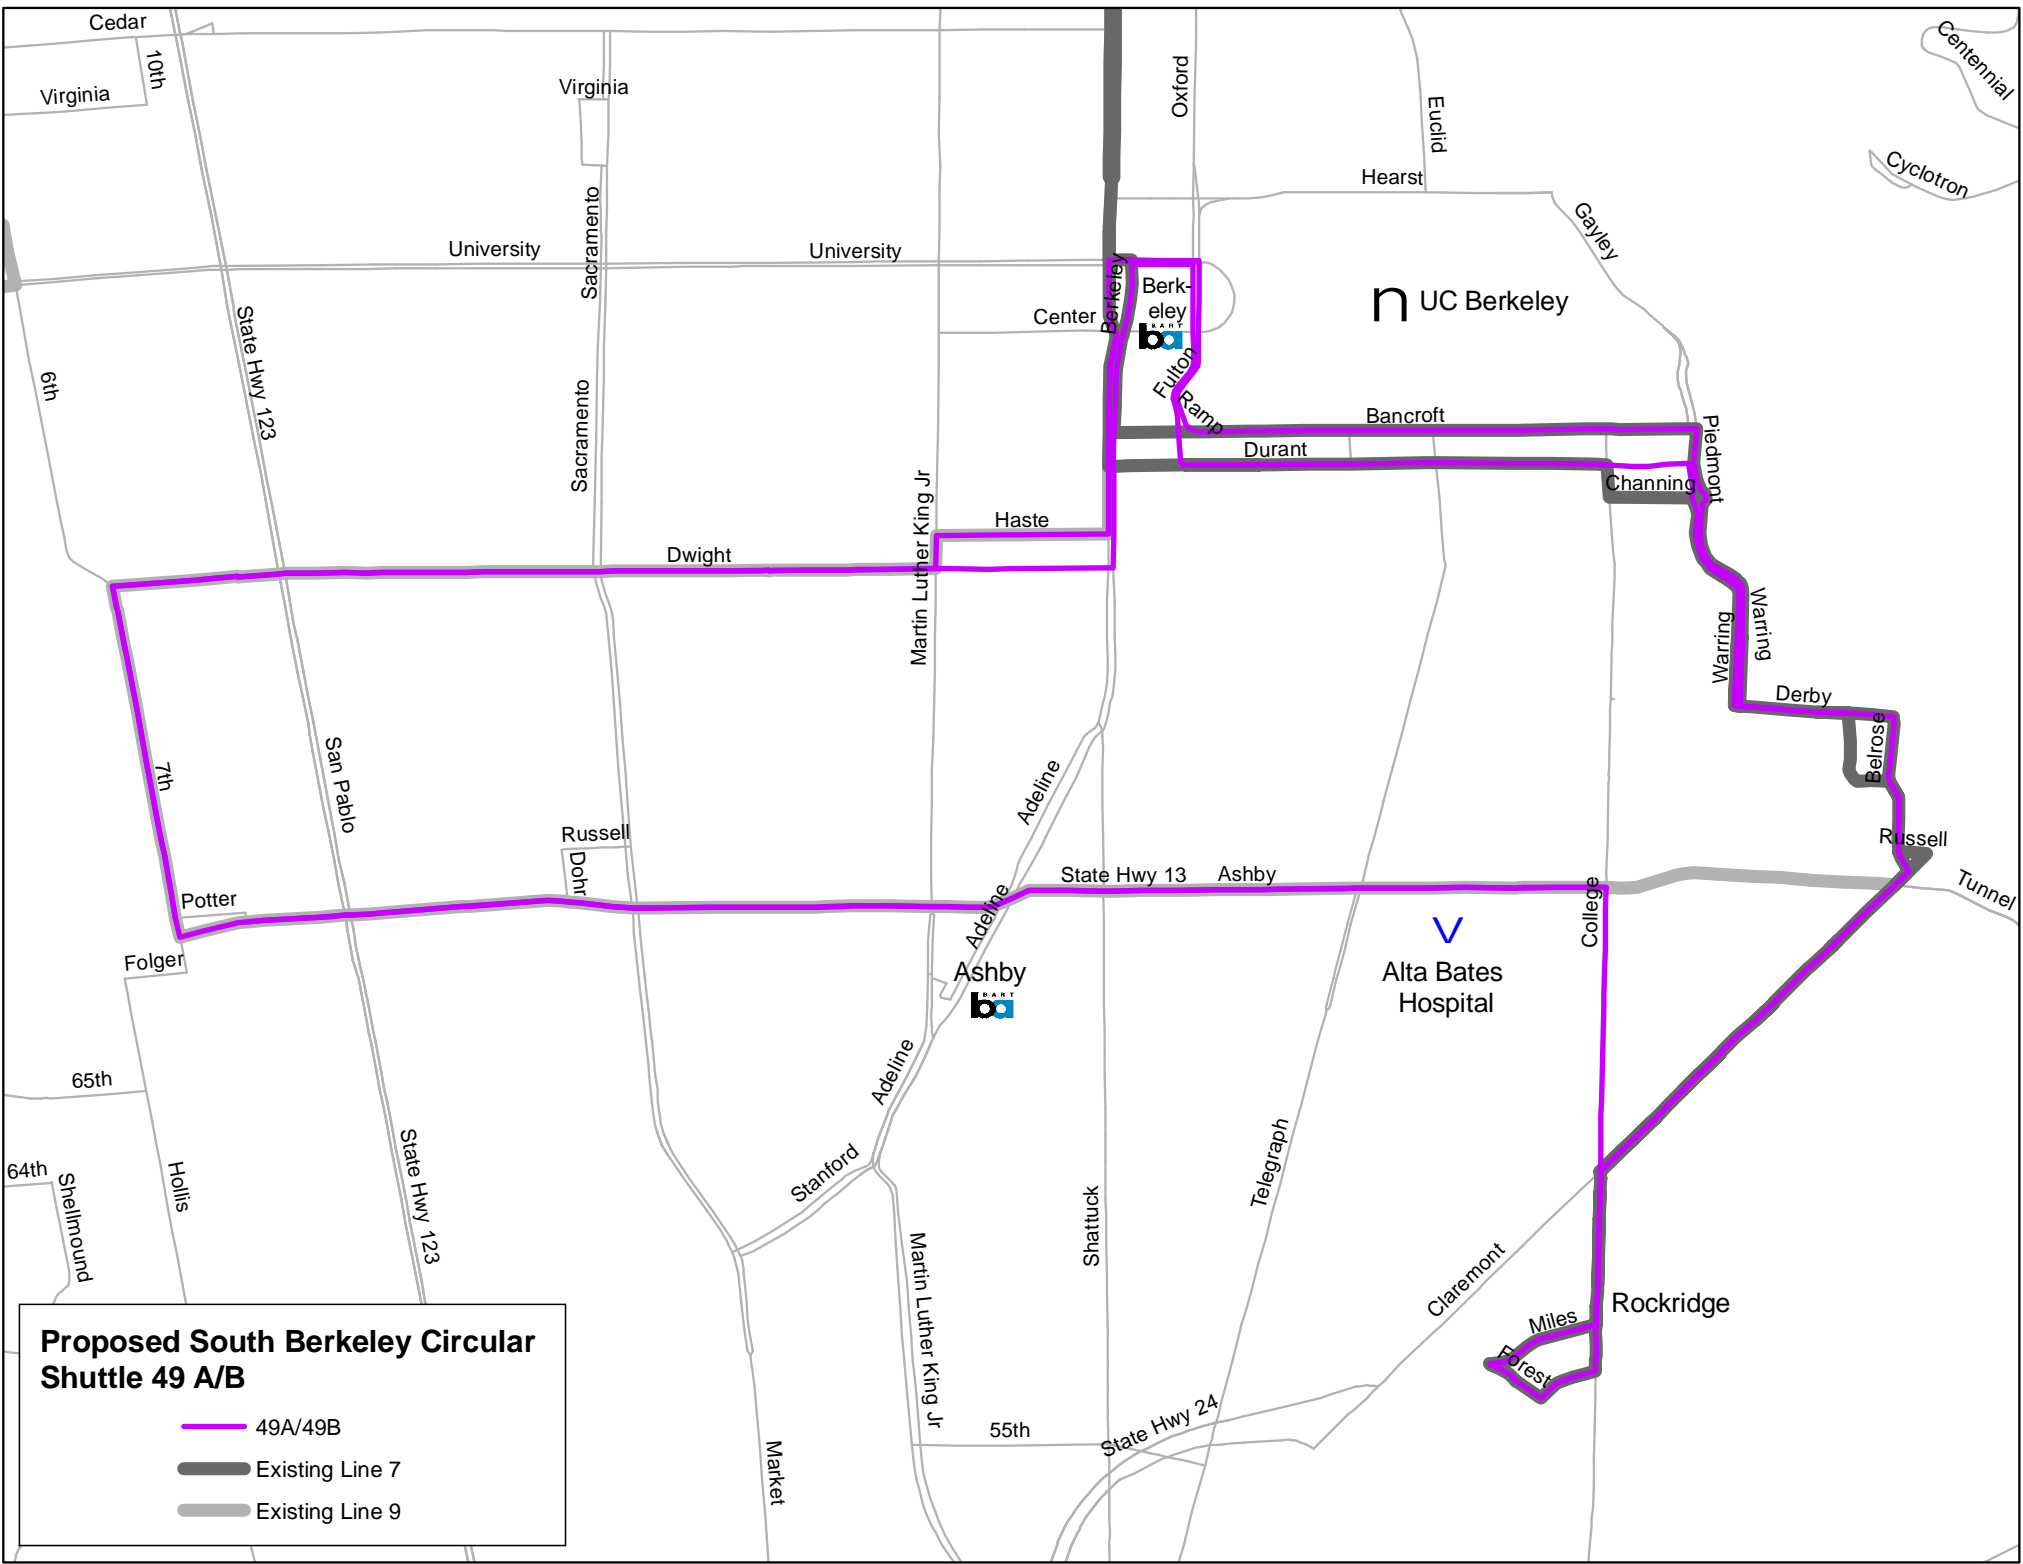 Cedar
10th
Virginia
Virginia
Oxford
Euclid
Centennial
Cyclotron
Hearst
Gayley
Sacramento
University
University
Berkeley
Berk-
eley
BART
ba
Center
n UC Berkeley
State Hwy 123
6th
Fulton
Ramp
Sacramento
Bancroft
Durant
Piedmont
Channing
Martin Luther King Jr
Haste
Dwight
Warring
Warring
Derby
Belrose
7th
San Pablo
Adeline
Russell
Dohr
Russell
State Hwy 13
Ashby
College
Tunnel
Potter
Adeline
V
Folger
Ashby
BART
ba
Alta Bates
Hospital
Adeline
65th
64th
Shellmound
Hollis
State Hwy 123
Stanford
Telegraph
Shattuck
Martin Luther King Jr
Claremont
Rockridge
Miles
Forest
State Hwy 24
55th
Market
Proposed South Berkeley Circular
Shuttle 49 A/B
49A/49B
Existing Line 7
Existing Line 9